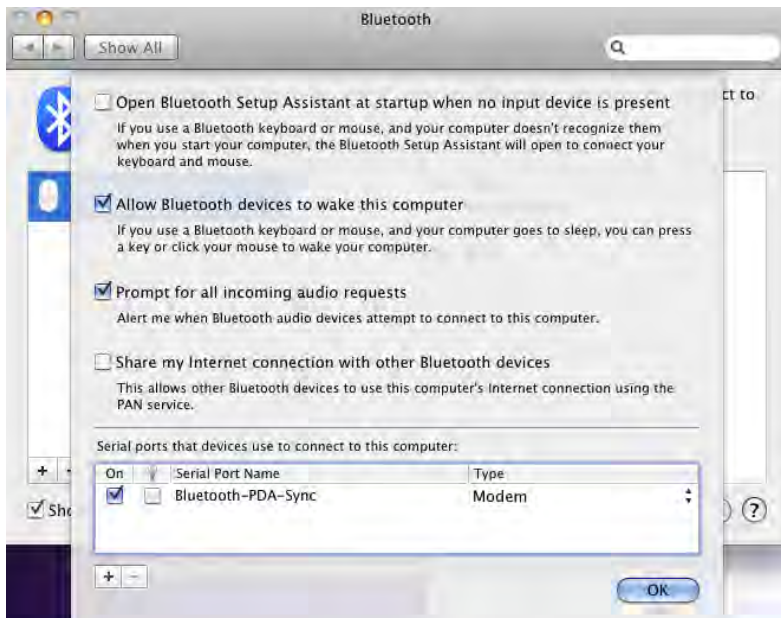 Bluetooth
Show All
ct to
Open Bluetooth Setup Assistant at startup when no input device is present
If you use a Bluetooth keyboard or mouse, and your computer doesn't recognize them
when you start your computer, the Bluetooth Setup Assistant will open to connect your
keyboard and mouse.
Allow Bluetooth devices to wake this computer
If you use a Bluetooth keyboard or mouse, and your computer goes to sleep, you can press
a key or click your mouse to wake your computer.
Prompt for all incoming audio requests
Alert me when Bluetooth audio devices attempt to connect to this computer.
Share my Internet connection with other Bluetooth devices
This allows other Bluetooth devices to use this computer's Internet connection using the
PAN service.
Serial ports that devices use to connect to this computer:
+ -
On Serial Port Name Type
Bluetooth-PDA-Sync Modem
Sho
?
+ -
OK